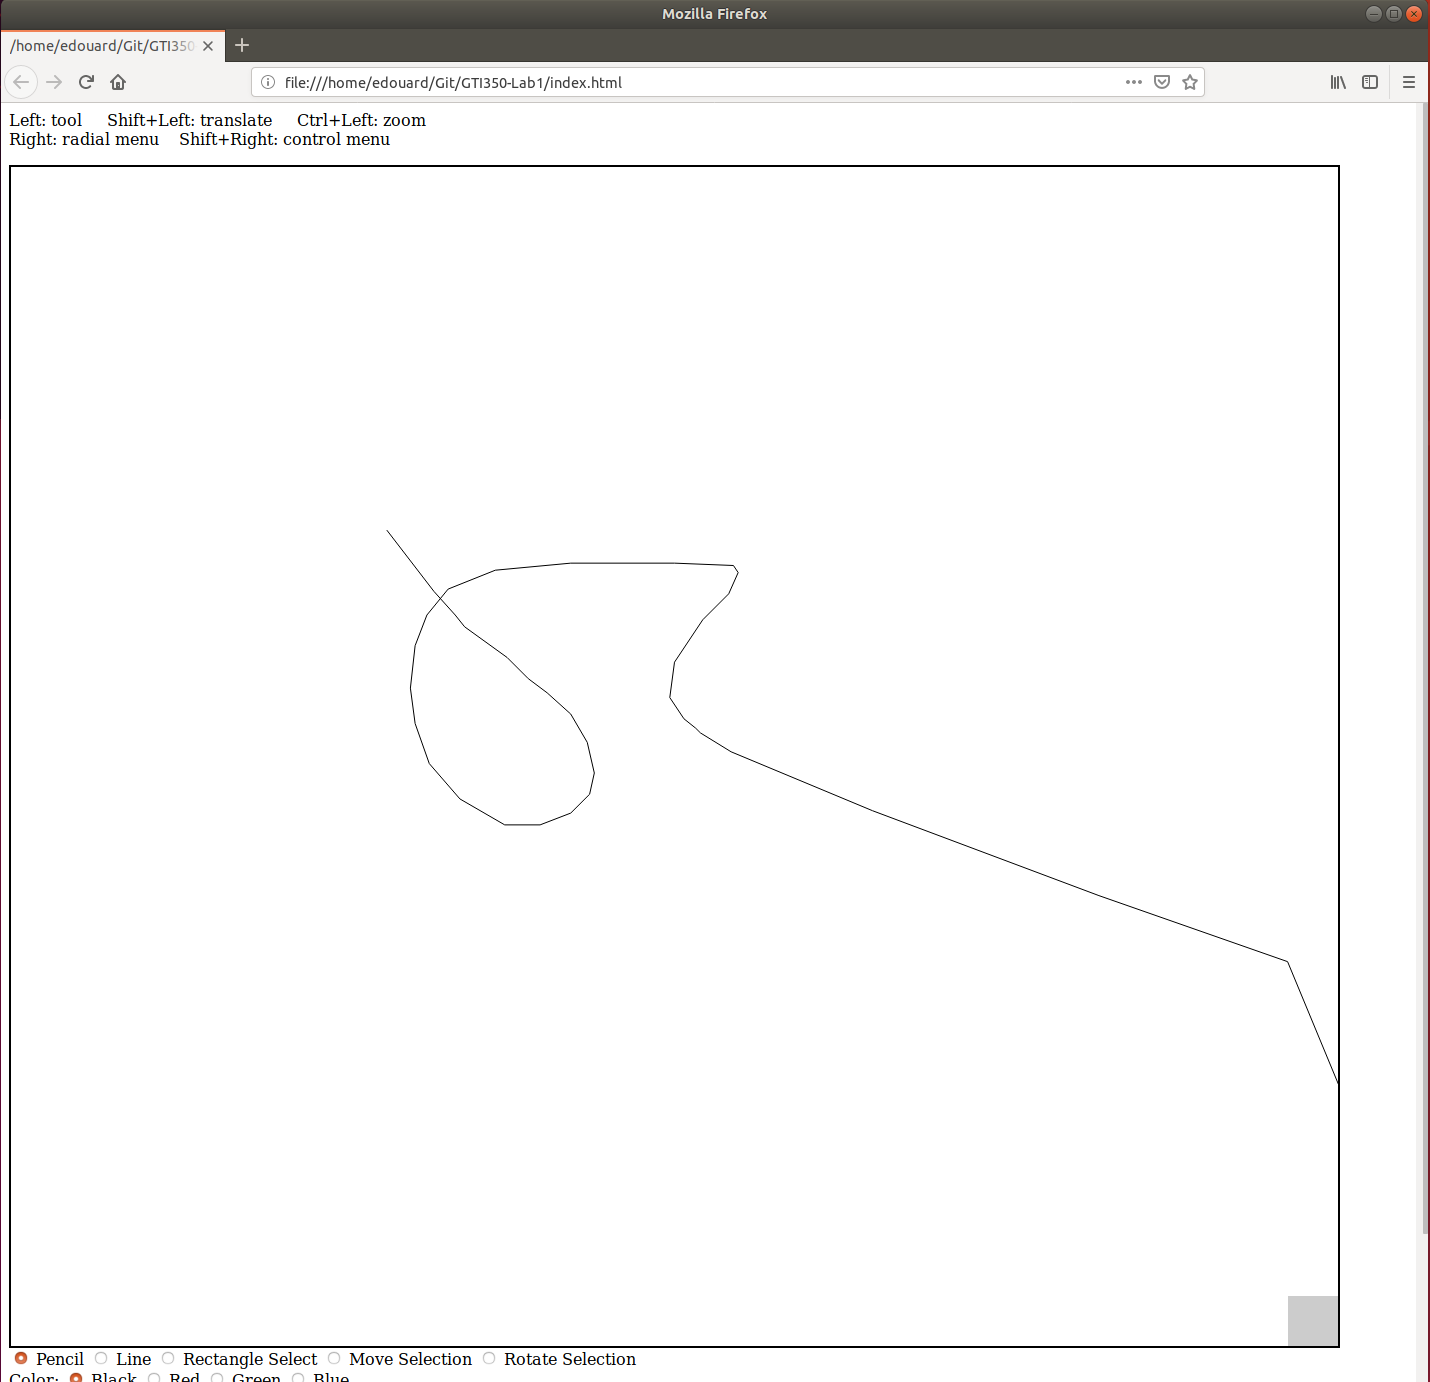 Mozilla Firefox
/home/edouard/Git/GTI350
file:///home/edouard/Git/GTI350-Lab1/index.html
Left: tool Shift+Left: translate Ctrl+Left: zoom
Right: radial menu Shift+Right: control menu
Pencil Line Rectangle Select Move Selection Rotate Selection
Color: Black Red Green Blue